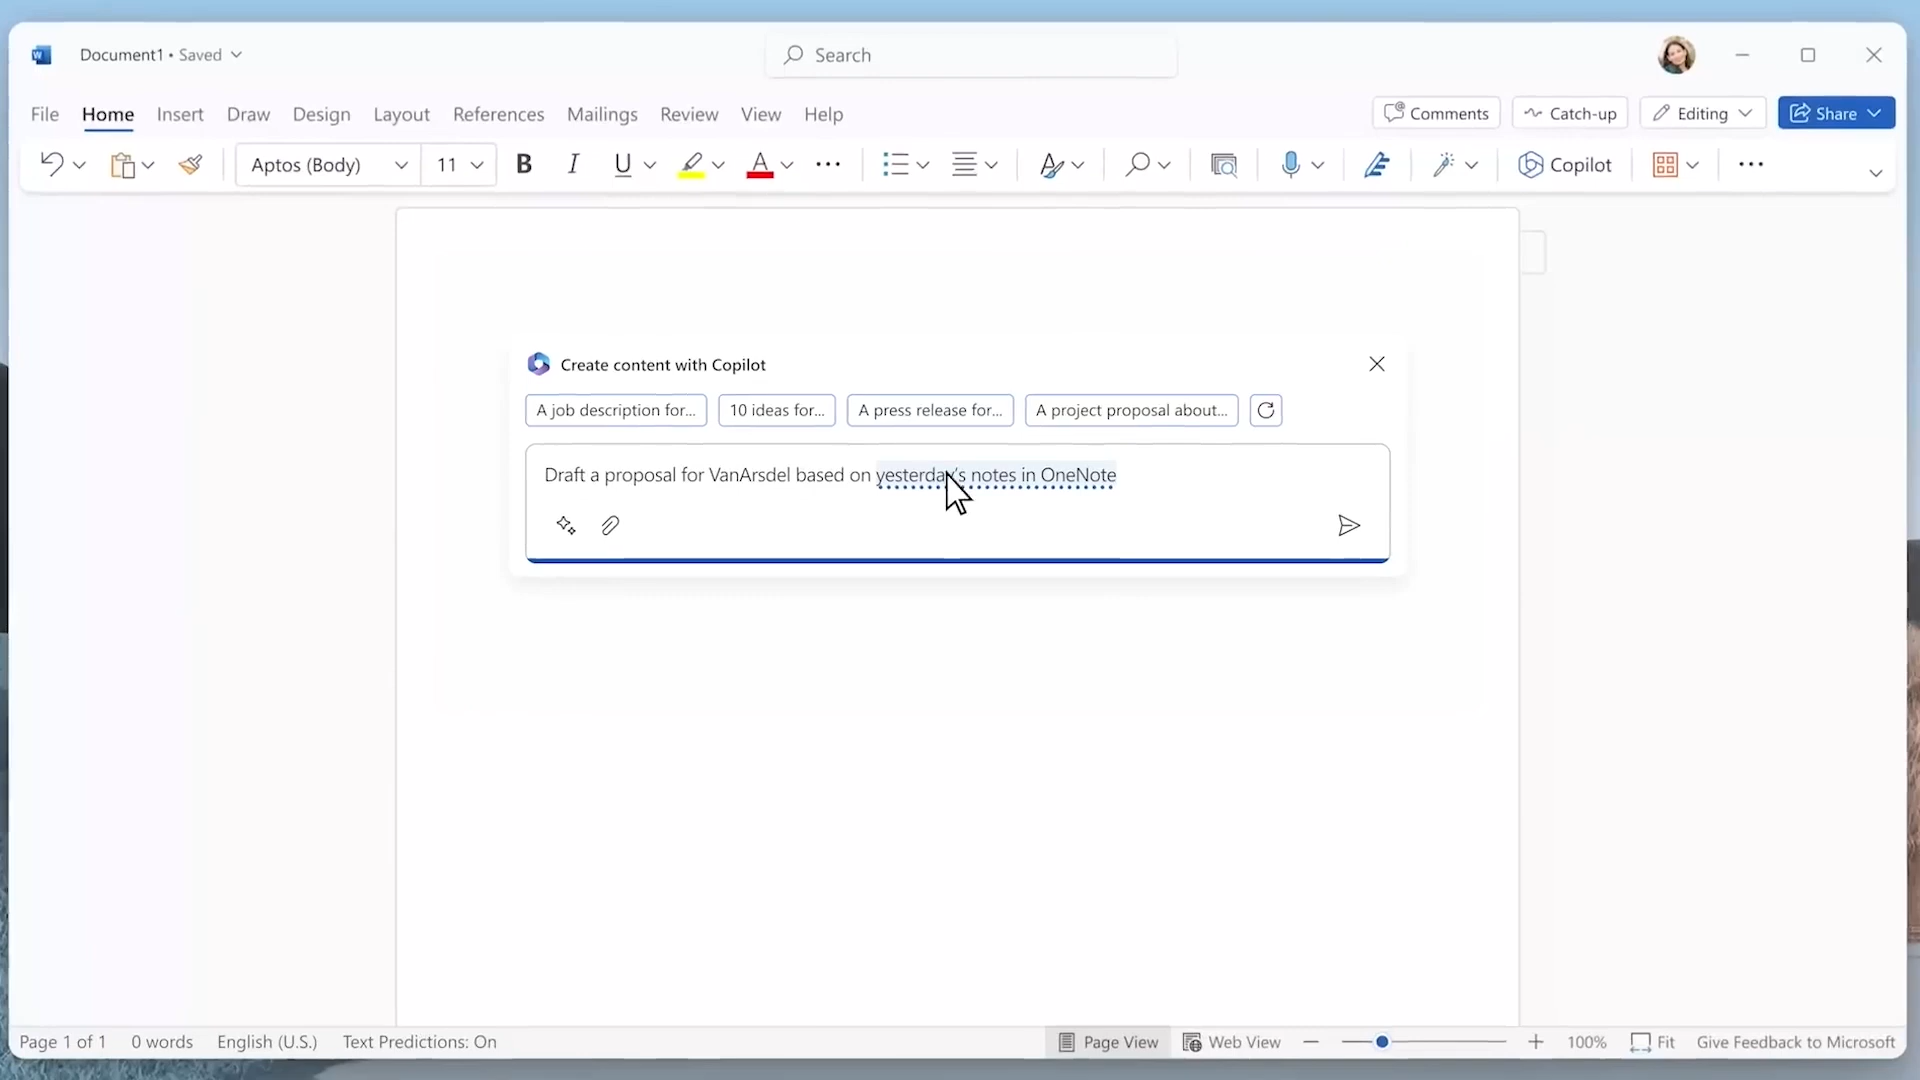 Document1 • Saved
Search
File Home Insert Draw Design Layout References Mailings Review View Help
Comments Catch-up Editing Share
Aptos (Body) 11 B I U A Copilot
Create content with Copilot
A job description for... 10 ideas for... A press release for... A project proposal about...
Draft a proposal for VanArsdel based on yesterday's notes in OneNote
Page 1 of 1 0 words English (U.S.) Text Predictions: On Page View Web View 100% Fit Give Feedback to Microsoft